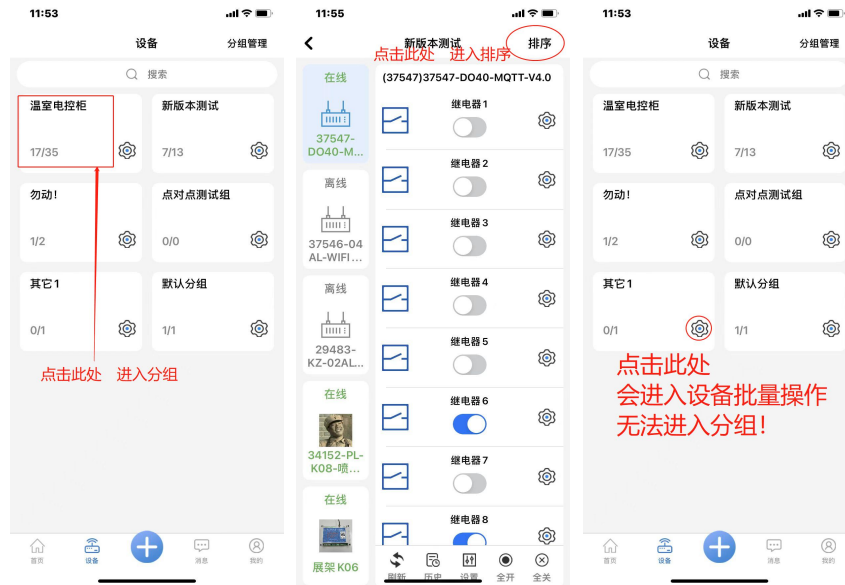 11:53
设备
分组管理
搜索
温室电控柜
新版本测试
17/35
7/13
勿动!
点对点测试组
1/2
0/0
其它1
默认分组
0/1
1/1
点击此处 进入分组
首页
设备
消息
我的
11:55
新版本测试
排序
点击此处 进入排序
在线
37547-
DO40-M...
离线
37546-04
AL-WIFI...
离线
29483-
KZ-02AL...
在线
34152-PL-
K08-喷...
在线
展架K06
(37547)37547-DO40-MQTT-V4.0
继电器1
继电器2
继电器3
继电器4
继电器5
继电器6
继电器7
继电器8
刷新
历史
设置
全开
全关
11:53
设备
分组管理
搜索
温室电控柜
新版本测试
17/35
7/13
勿动!
点对点测试组
1/2
0/0
其它1
默认分组
0/1
1/1
点击此处
会进入设备批量操作
无法进入分组!
首页
设备
消息
我的